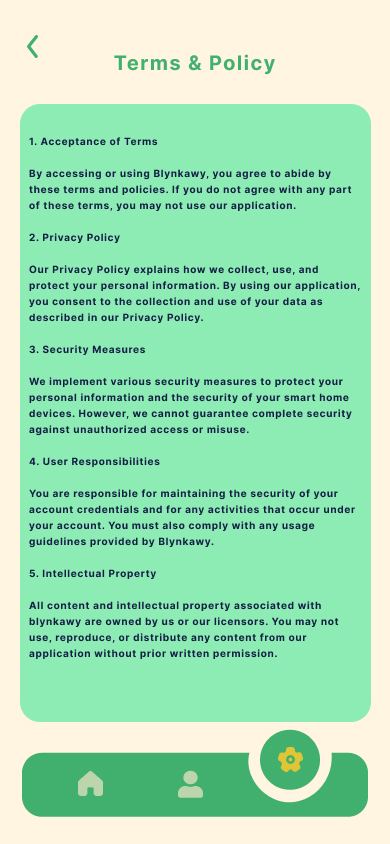 Terms & Policy
1. Acceptance of Terms
By accessing or using Blynkawy, you agree to abide by
these terms and policies. If you do not agree with any part
of these terms, you may not use our application.
2. Privacy Policy
Our Privacy Policy explains how we collect, use, and
protect your personal information. By using our application,
you consent to the collection and use of your data as
described in our Privacy Policy.
3. Security Measures
We implement various security measures to protect your
personal information and the security of your smart home
devices. However, we cannot guarantee complete security
against unauthorized access or misuse.
4. User Responsibilities
You are responsible for maintaining the security of your
account credentials and for any activities that occur under
your account. You must also comply with any usage
guidelines provided by Blynkawy.
5. Intellectual Property
All content and intellectual property associated with
blynkawy are owned by us or our licensors. You may not
use, reproduce, or distribute any content from our
application without prior written permission.